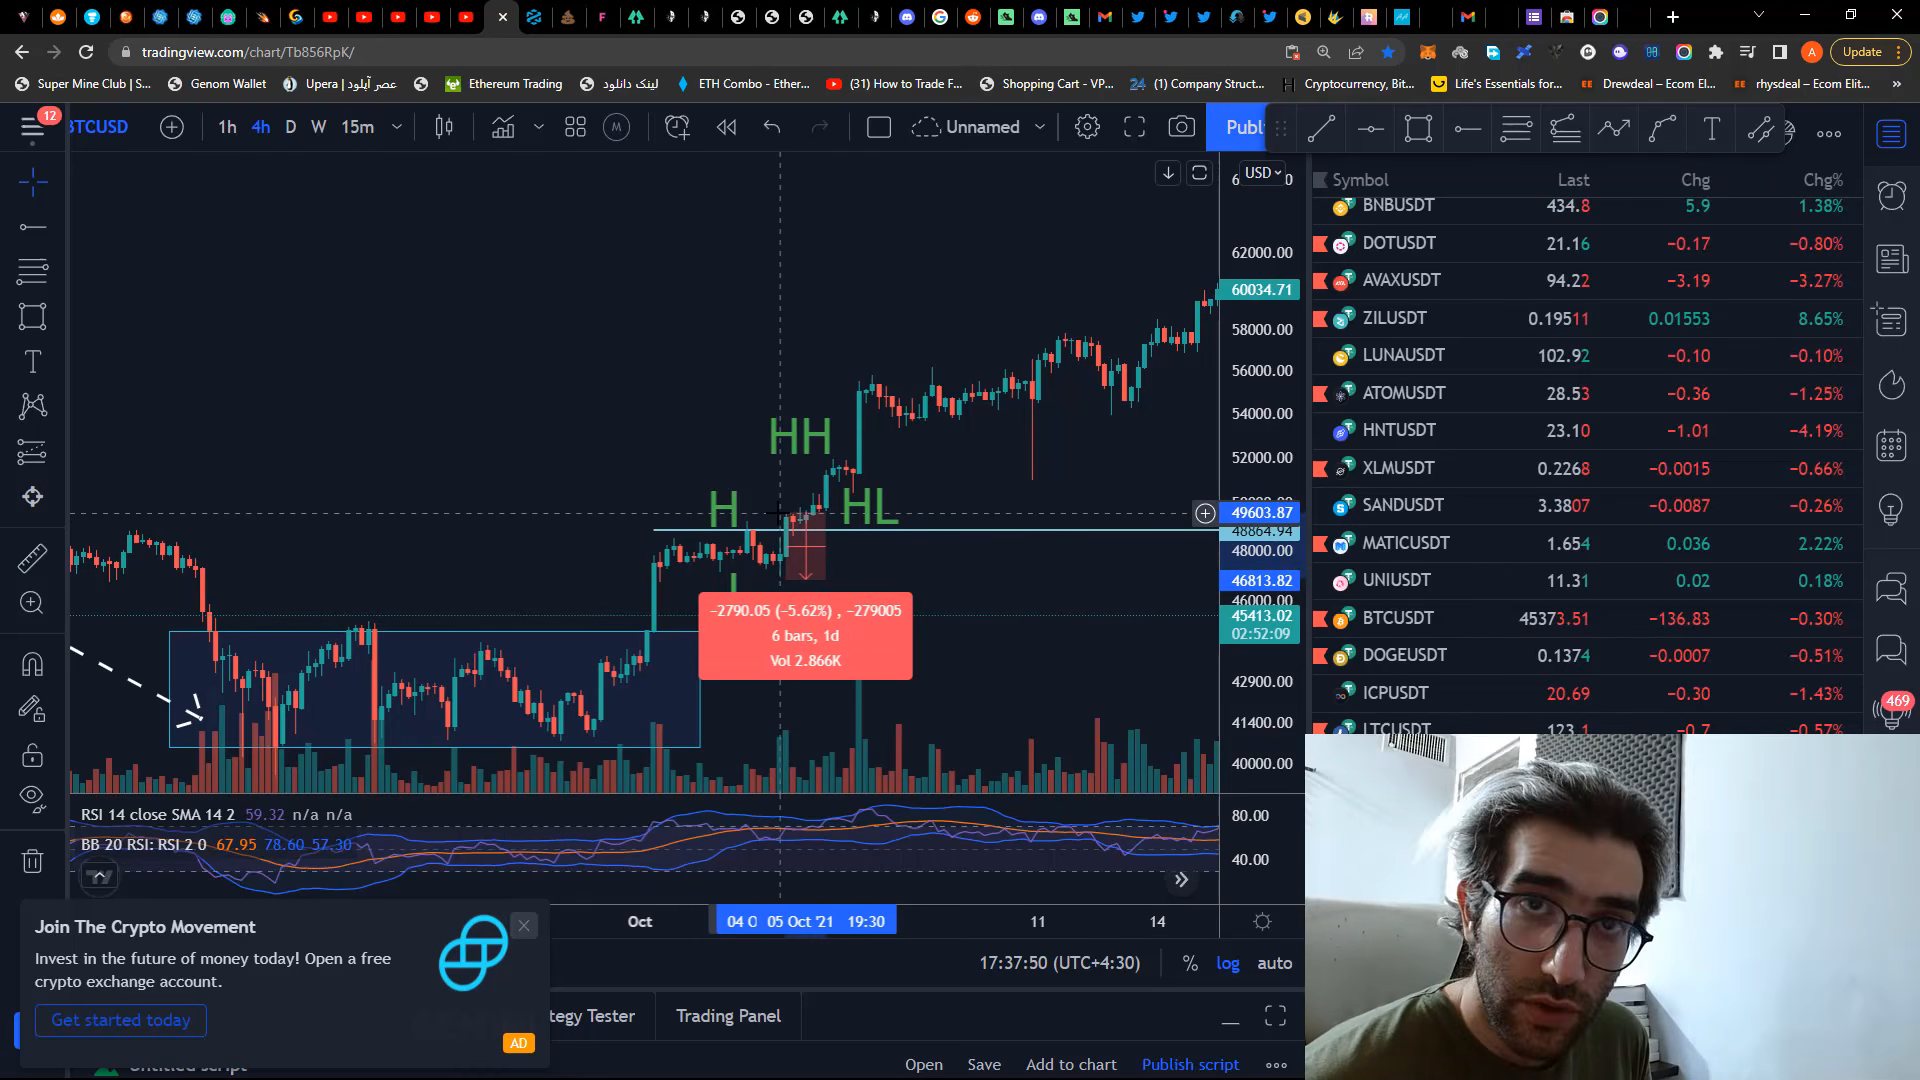 Update
tradingview.com/chart/Tb856RpK/
Super Mine Club | S...
Genom Wallet
Upera | عصر آپلود
Ethereum Trading
لینک دانلود
ETH Combo - Ether...
(31) How to Trade F...
Shopping Cart - VP...
(1) Company Struct...
Cryptocurrency, Bit...
Life's Essentials for...
Drewdeal – Ecom El...
rhysdeal – Ecom Elit...
12
BTCUSD
1h
4h
D
W
15m
M
Unnamed
Publ
USD
62000.00
60034.71
58000.00
56000.00
54000.00
52000.00
49603.87
48864.94
48000.00
46813.82
46000.00
45413.02
02:52:09
42900.00
41400.00
40000.00
80.00
40.00
HH
H
HL
−2790.05 (−5.62%) , −279005
6 bars, 1d
Vol 2.866K
RSI 14 close SMA 14 2 59.32 n/a n/a
BB 20 RSI: RSI 2 0 67.95 78.60 57.30
Oct
04 O
05 Oct '21 19:30
11
14
17:37:50 (UTC+4:30)
%
log
auto
Join The Crypto Movement
Invest in the future of money today! Open a free
crypto exchange account.
Get started today
AD
tegy Tester
Trading Panel
Untitled script
Open
Save
Add to chart
Publish script
Symbol Last Chg Chg%
BNBUSDT 434.8 5.9 1.38%
DOTUSDT 21.16 −0.17 −0.80%
AVAXUSDT 94.22 −3.19 −3.27%
ZILUSDT 0.19511 0.01553 8.65%
LUNAUSDT 102.92 −0.10 −0.10%
ATOMUSDT 28.53 −0.36 −1.25%
HNTUSDT 23.10 −1.01 −4.19%
XLMUSDT 0.2268 −0.0015 −0.66%
SANDUSDT 3.3807 −0.0087 −0.26%
MATICUSDT 1.654 0.036 2.22%
UNIUSDT 11.31 0.02 0.18%
BTCUSDT 45373.51 −136.83 −0.30%
DOGEUSDT 0.1374 −0.0007 −0.51%
ICPUSDT 20.69 −0.30 −1.43%
LTCUSDT 123.1 −0.7 −0.57%
469